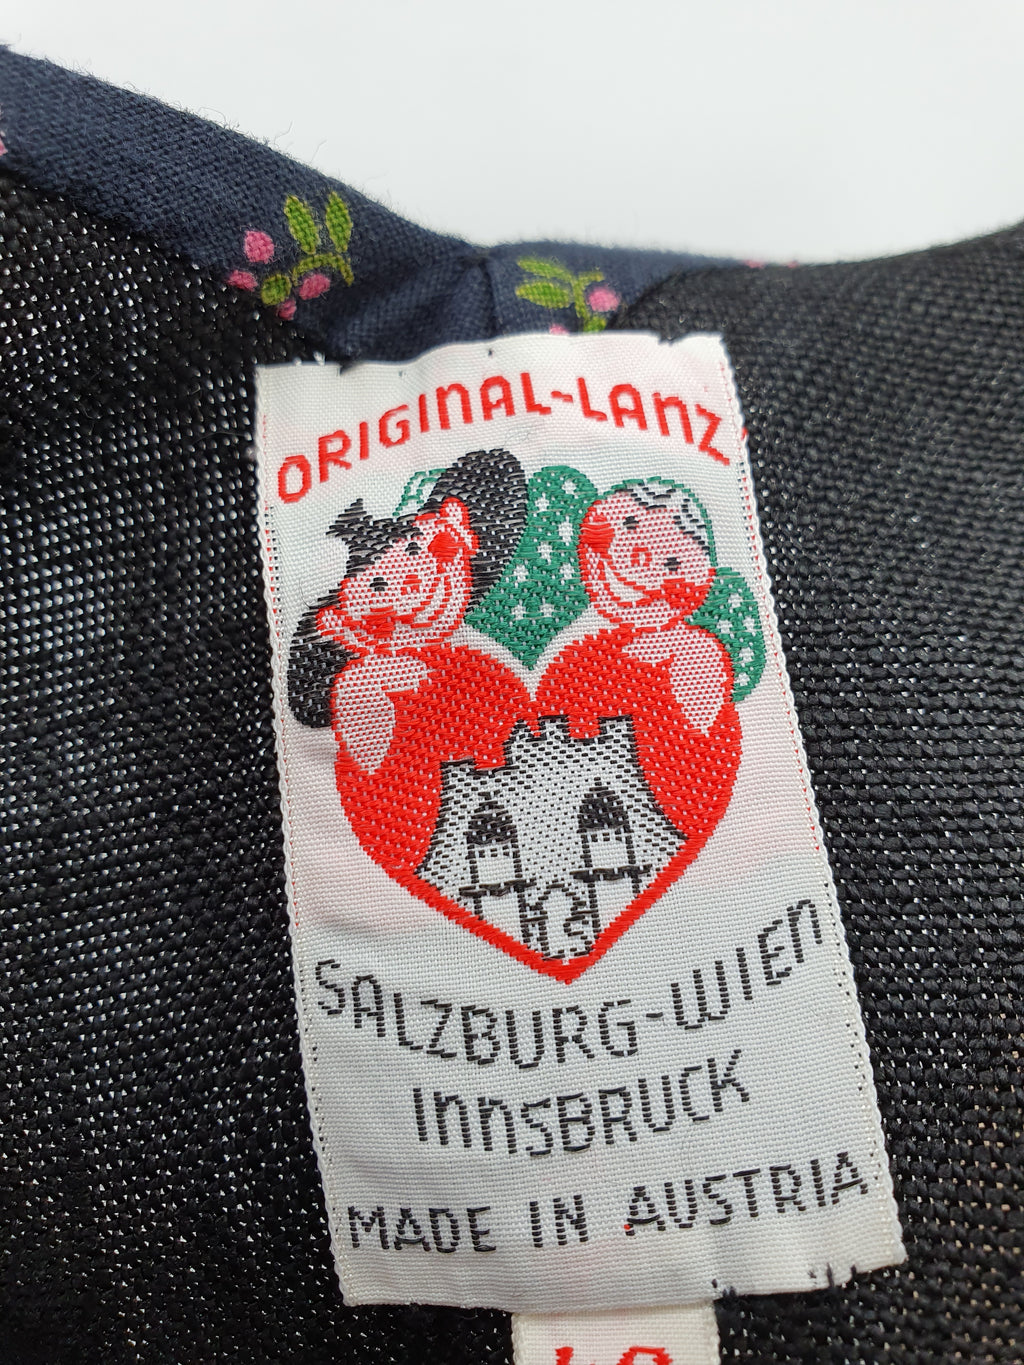 ORIGINAL-LANZ
SALZBURG-WIEN
INNSBRUCK
MADE IN AUSTRIA